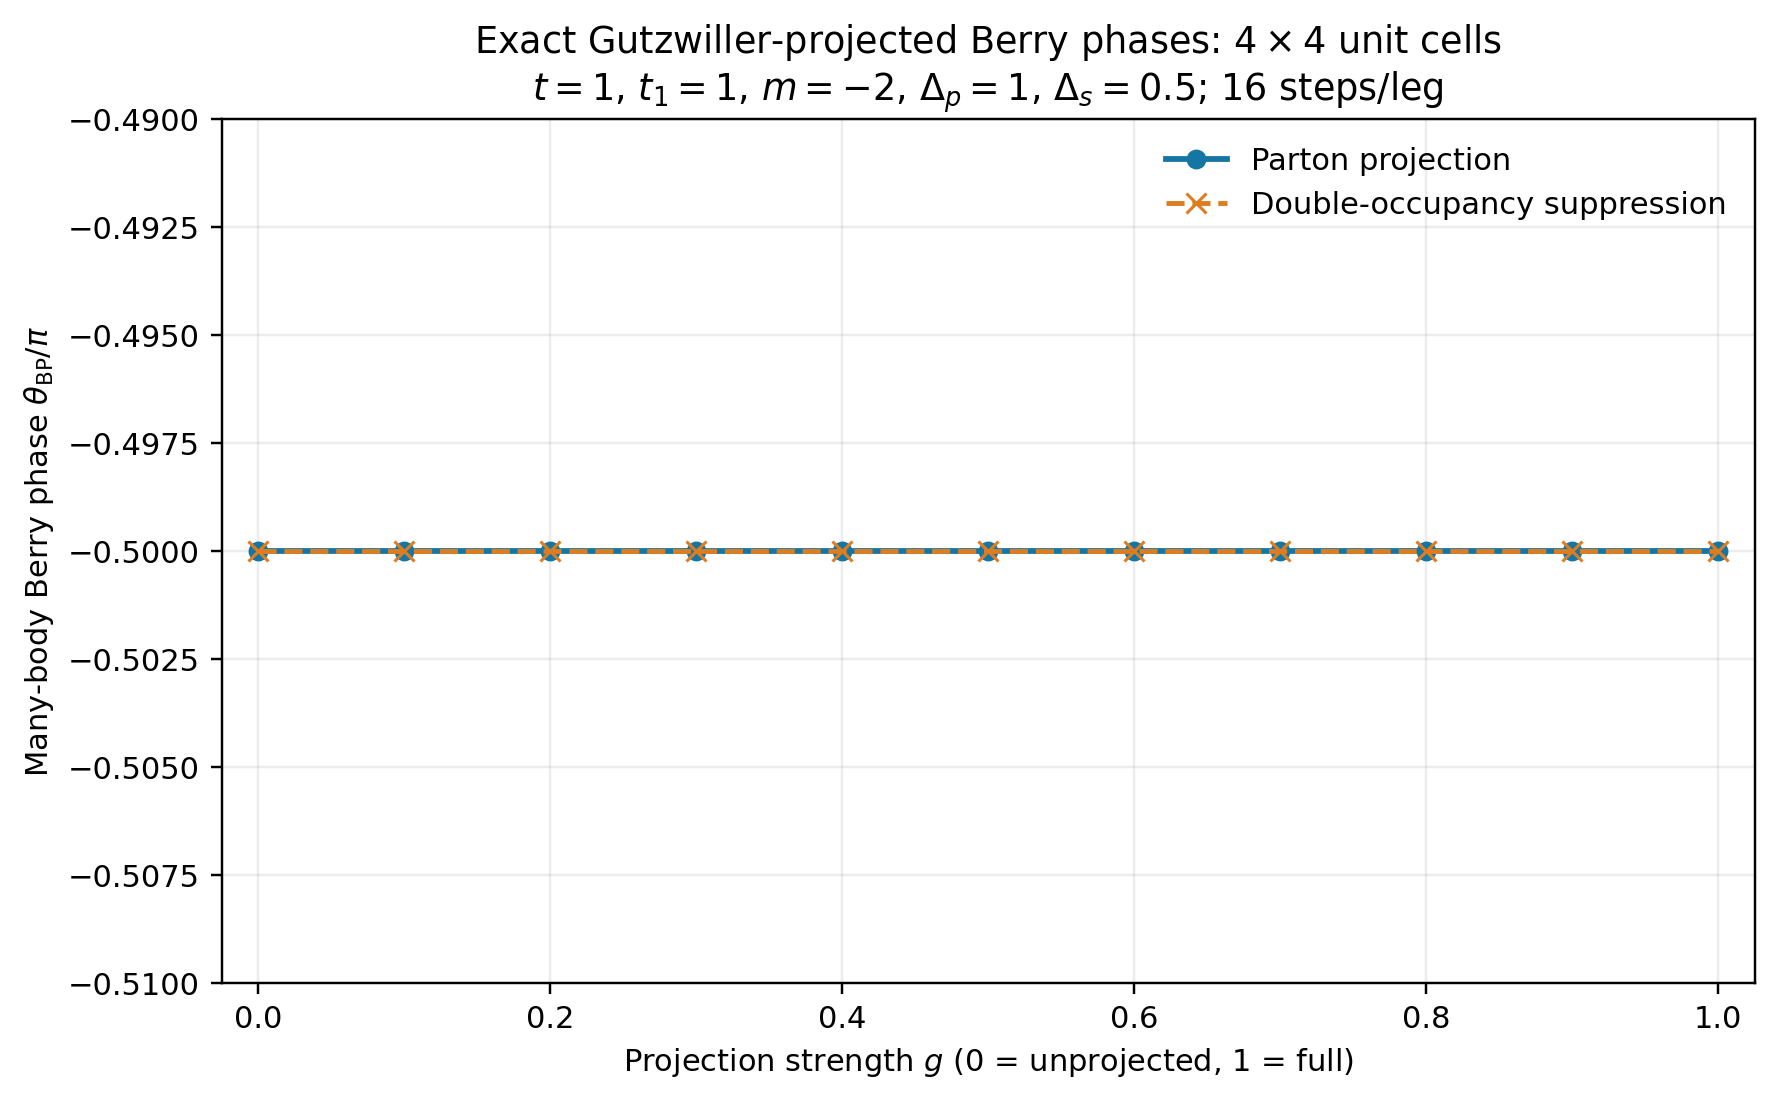 Exact Gutzwiller-projected Berry phases: 4 × 4 unit cells
t = 1, t₁ = 1, m = −2, Δₚ = 1, Δₛ = 0.5; 16 steps/leg
Parton projection
Double-occupancy suppression
Many-body Berry phase θ_BP/π
−0.4900
−0.4925
−0.4950
−0.4975
−0.5000
−0.5025
−0.5050
−0.5075
−0.5100
0.0 0.2 0.4 0.6 0.8 1.0
Projection strength g (0 = unprojected, 1 = full)